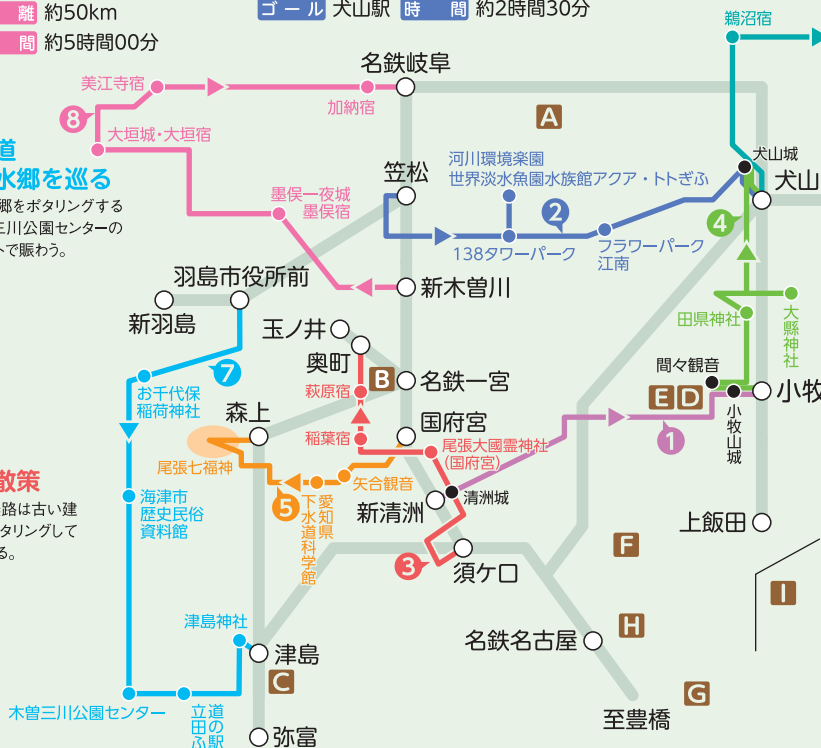 離 約50km
間 約5時間00分
ゴール 犬山駅 時 間 約2時間30分
鵜沼宿
名鉄岐阜
美江寺宿
加納宿
8
A
大垣城・大垣宿
犬山城
道
水郷を巡る
郷をポタリングする
三川公園センターの
トで賑わう。
河川環境楽園
世界淡水魚園水族館アクア・トトぎふ
笠松
犬山
墨俣一夜城
墨俣宿
2
4
138タワーパーク
フラワーパーク
江南
羽島市役所前
新木曽川
新羽島
玉ノ井
田県神社
大縣神社
奥町
7
B
名鉄一宮
間々観音
お千代保
稲荷神社
萩原宿
E D
小牧
森上
国府宮
小牧山城
稲葉宿
尾張大國霊神社
(国府宮)
1
尾張七福神
散策
矢合観音
5
愛知県
下水道科学館
清洲城
新清洲
海津市
歴史民俗
資料館
路は古い建
タリングして
る。
上飯田
F
3
須ケ口
I
津島神社
H
名鉄名古屋
津島
C
G
木曽三川公園センター
道の駅
立田ふ
至豊橋
弥富